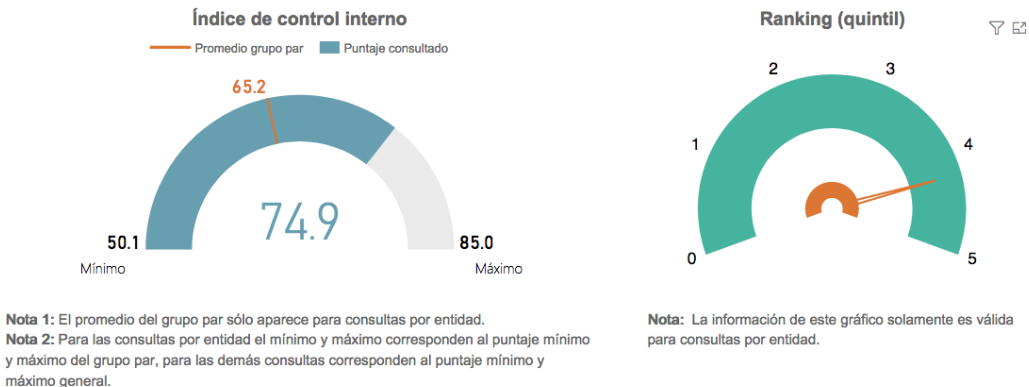 Índice de control interno
Promedio grupo par
Puntaje consultado
65.2
74.9
50.1
85.0
Mínimo
Máximo
Nota 1: El promedio del grupo par sólo aparece para consultas por entidad.
Nota 2: Para las consultas por entidad el mínimo y máximo corresponden al puntaje mínimo
y máximo del grupo par, para las demás consultas corresponden al puntaje mínimo y
máximo general.
Ranking (quintil)
2
3
1
4
0
5
Nota: La información de este gráfico solamente es válida
para consultas por entidad.